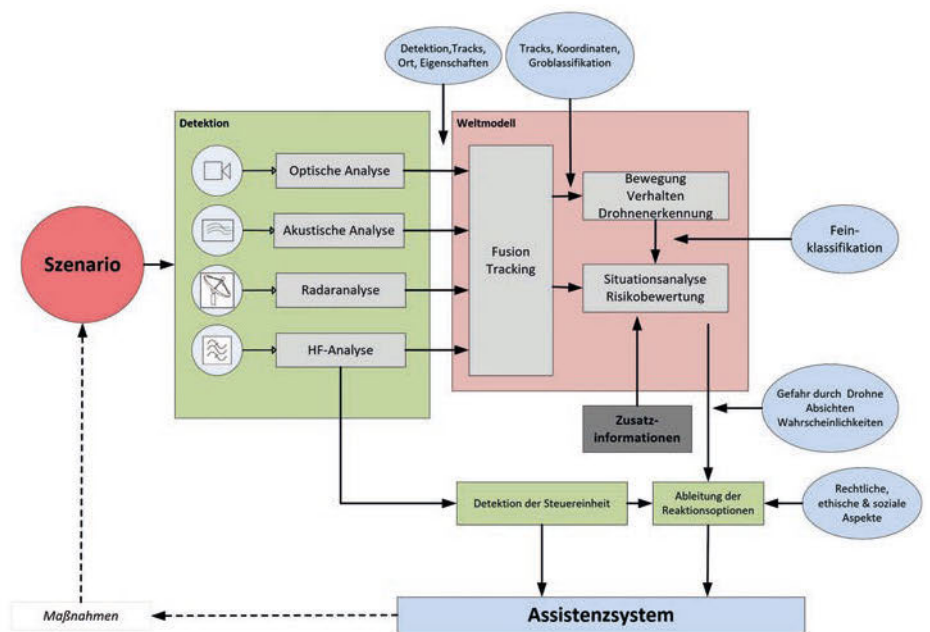 Detektion,Tracks,
Ort, Eigenschaften
Tracks, Koordinaten,
Groblassifikation
Detektion
Weltmodell
Optische Analyse
Akustische Analyse
Radaranalyse
HF-Analyse
Szenario
Fusion
Tracking
Bewegung
Verhalten
Drohnenerkennung
Situationsanalyse
Risikobewertung
Fein-
klassifikation
Zusatz-
informationen
Gefahr durch Drohne
Absichten
Wahrscheinlichkeiten
Detektion der Steuereinheit
Ableitung der
Reaktionsoptionen
Rechtliche,
ethische & soziale
Aspekte
Maßnahmen
Assistenzsystem